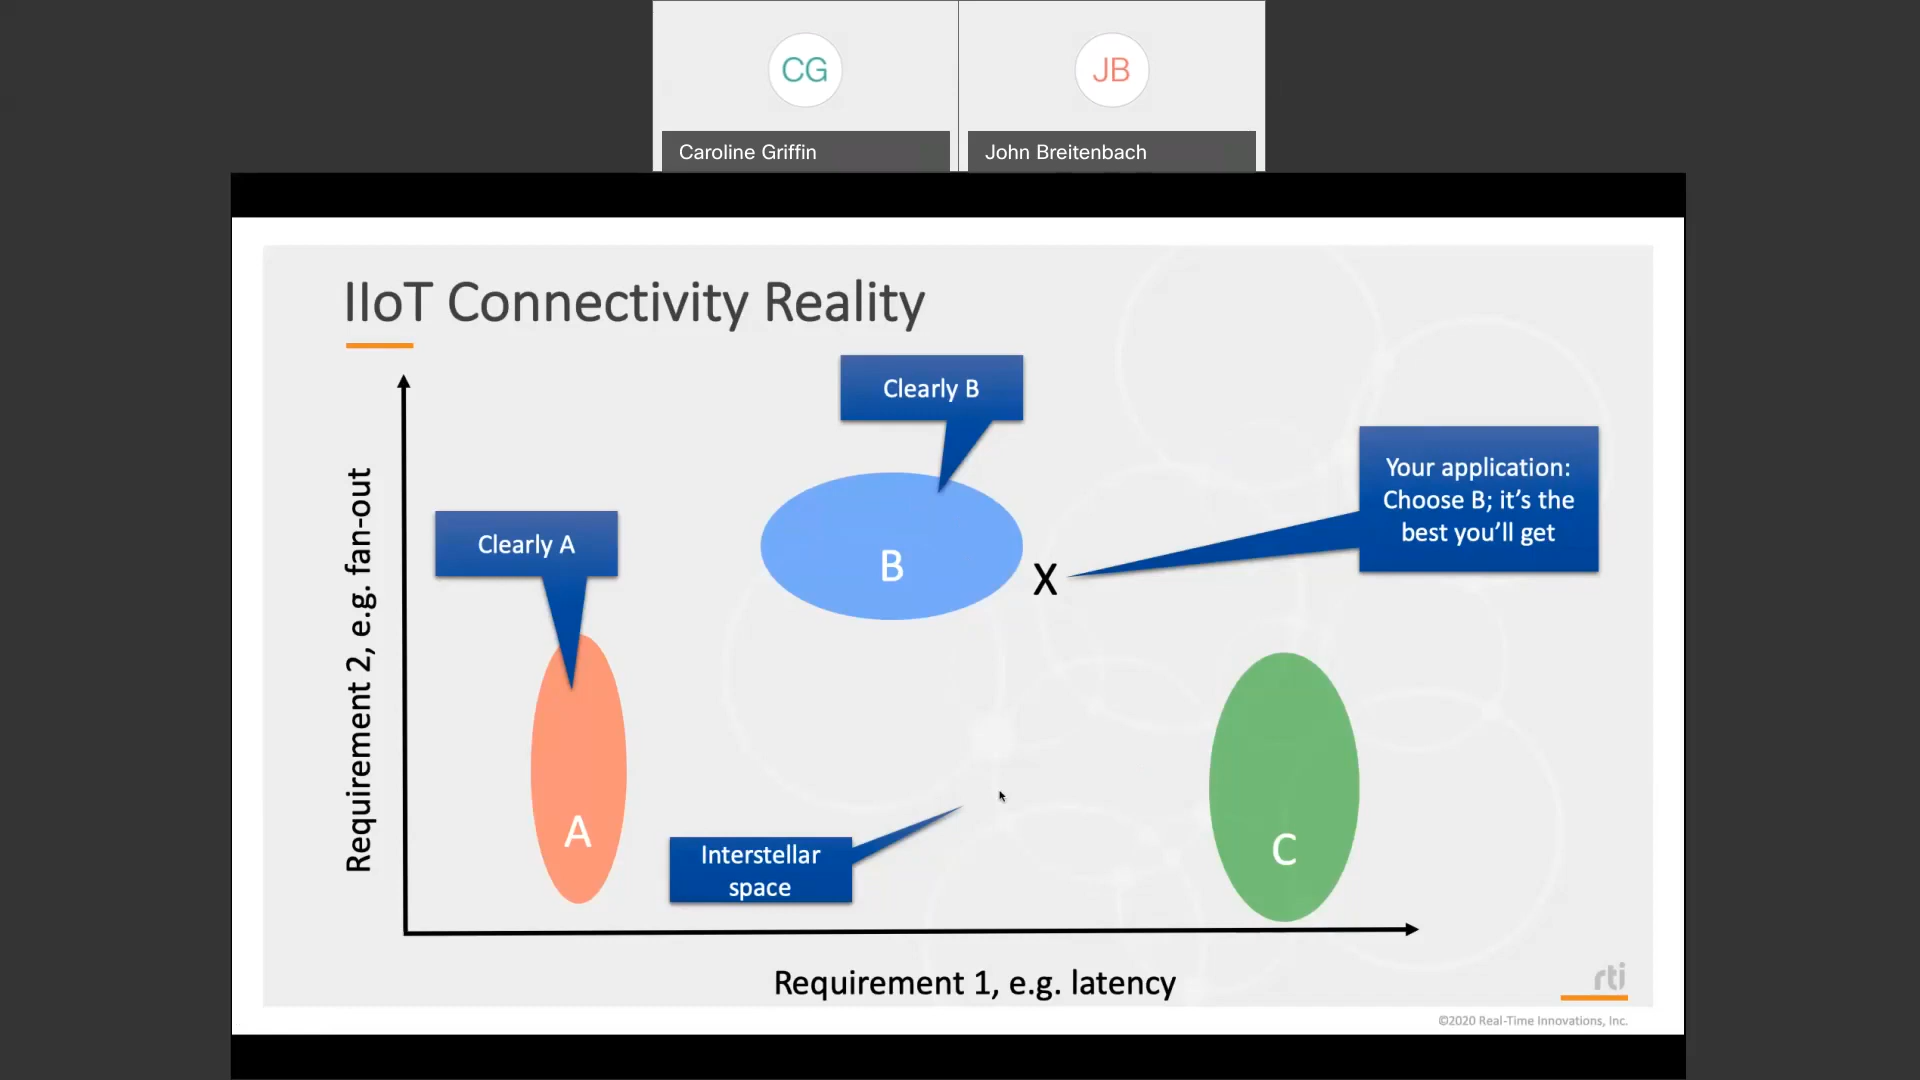 CG
JB
Caroline Griffin
John Breitenbach
IIoT Connectivity Reality
Clearly B
Your application:
Choose B; it's the
best you'll get
Clearly A
B
X
Requirement 2, e.g. fan-out
A
C
Interstellar
space
Requirement 1, e.g. latency
rti
©2020 Real-Time Innovations, Inc.